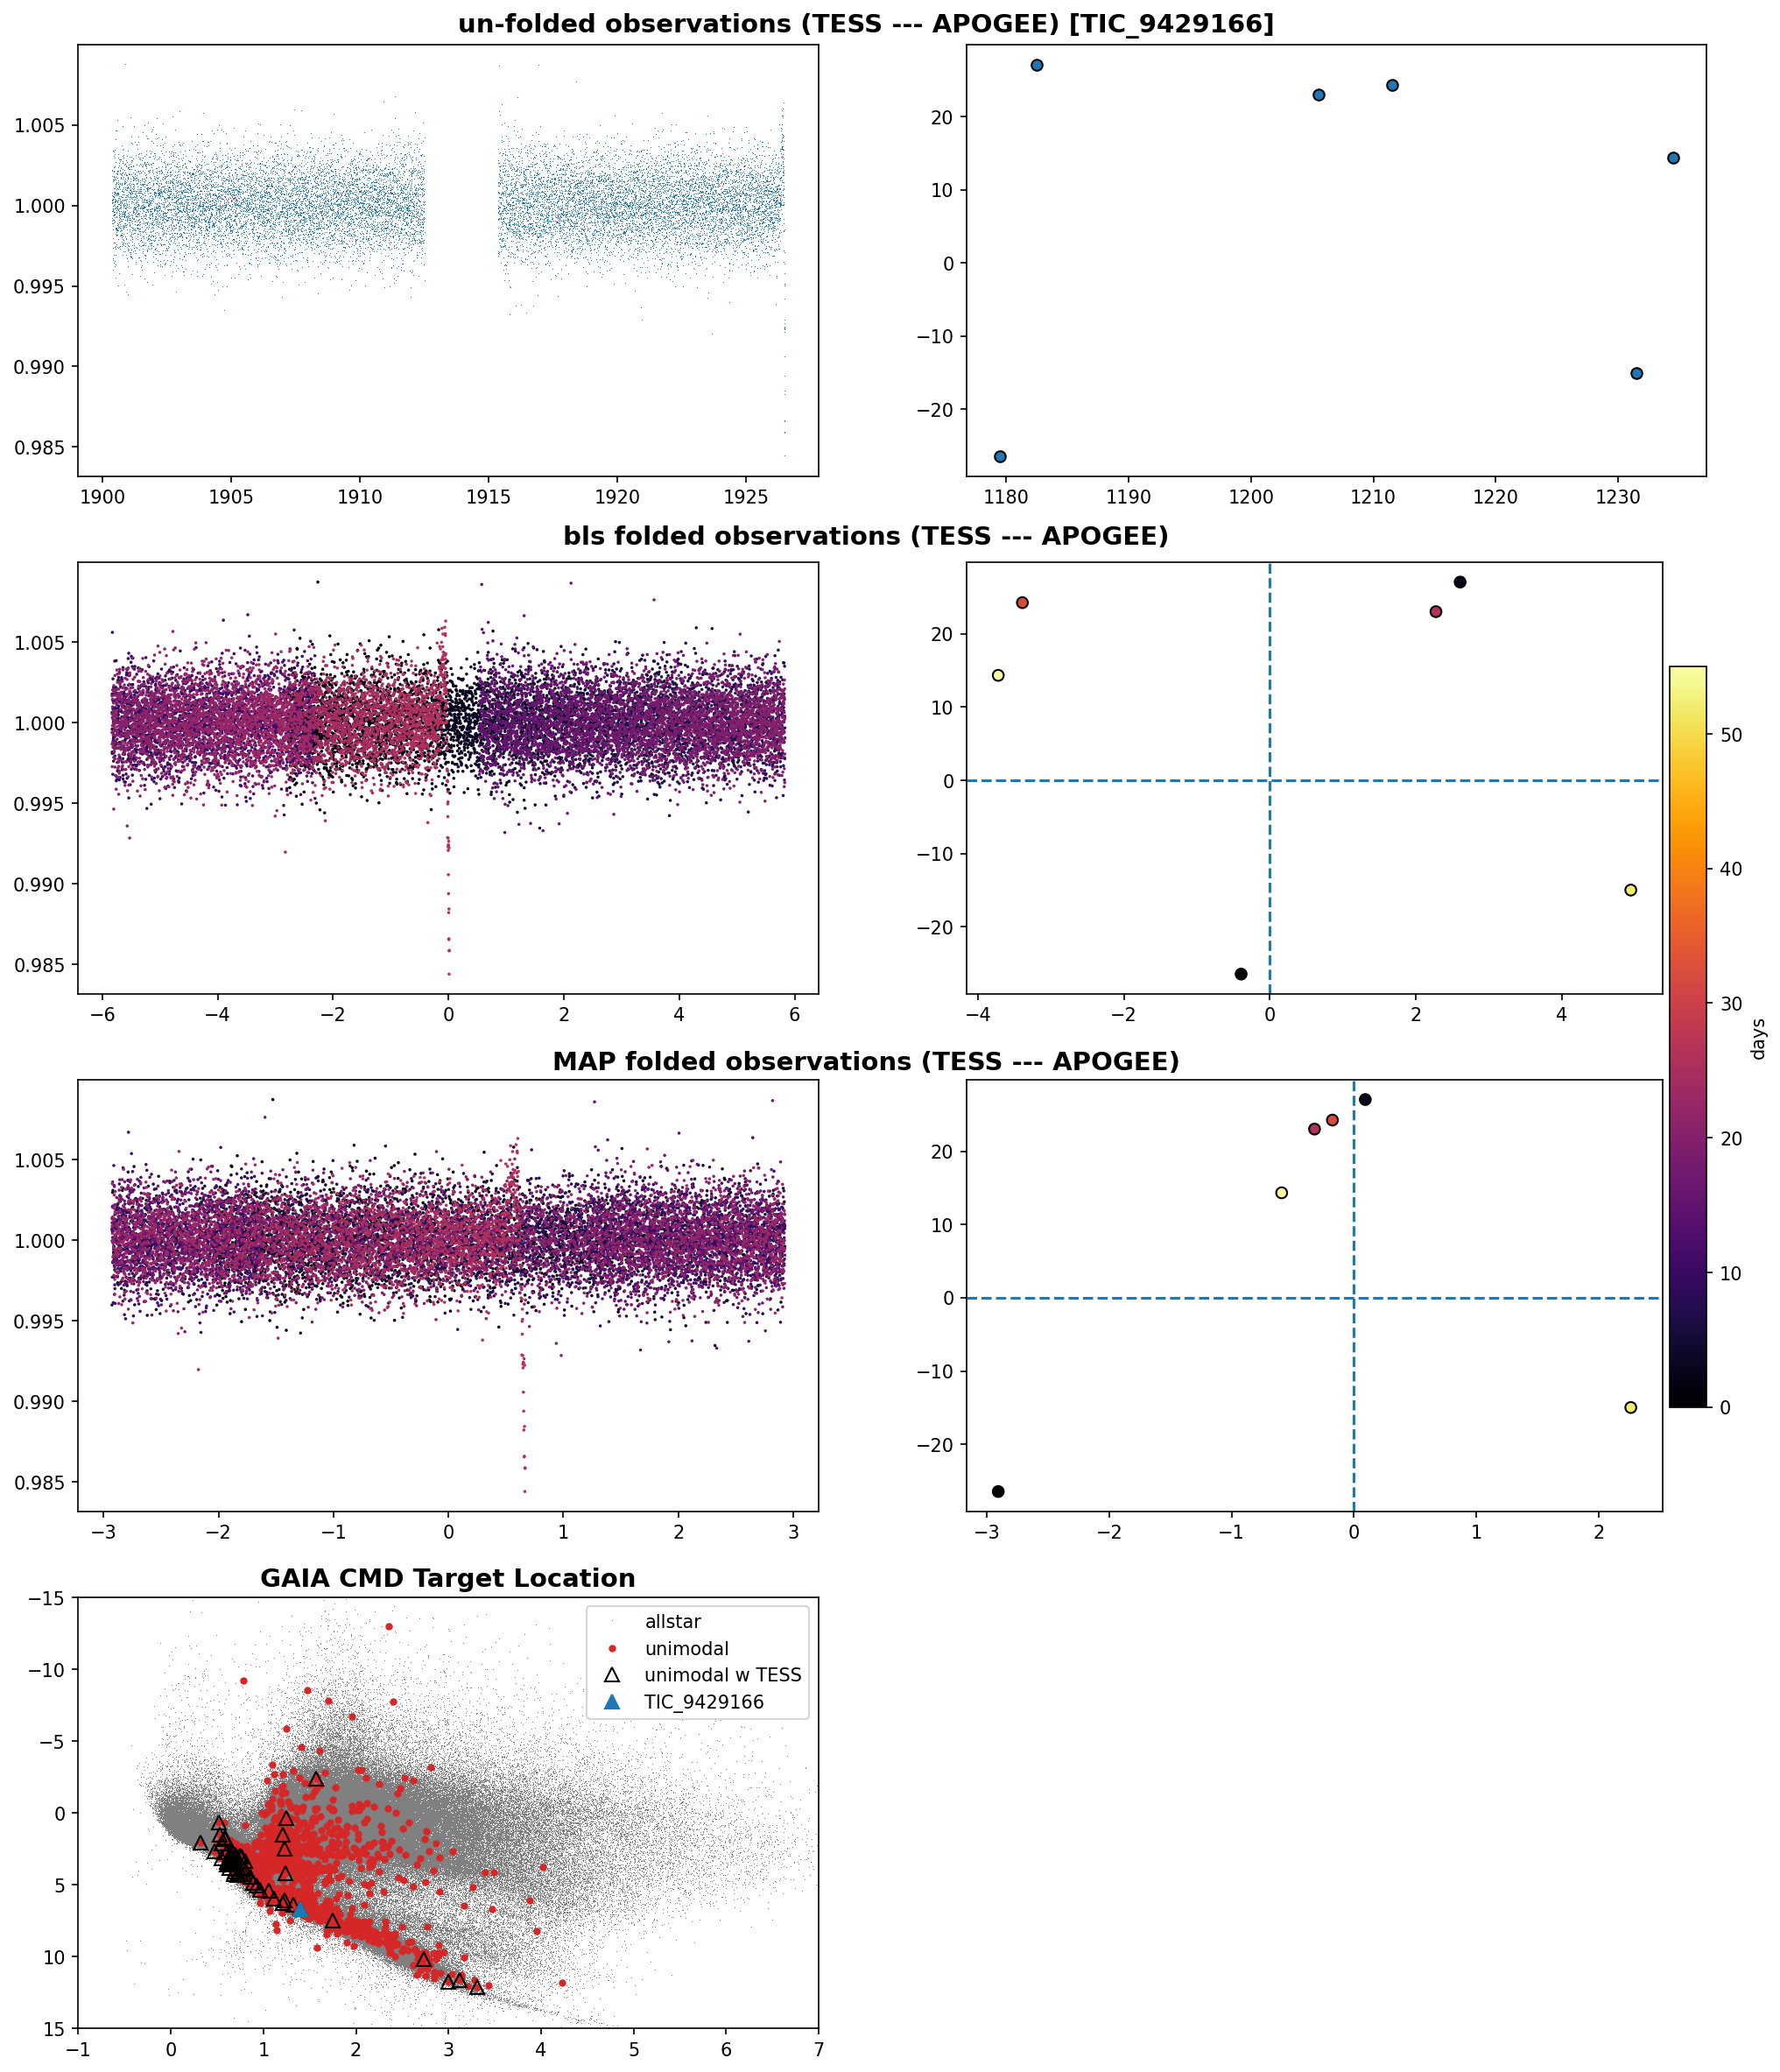 un-folded observations (TESS --- APOGEE) [TIC_9429166]
1.005
1.000
0.995
0.990
0.985
1900 1905 1910 1915 1920 1925
20
10
0
−10
−20
1180 1190 1200 1210 1220 1230
bls folded observations (TESS --- APOGEE)
1.005
1.000
0.995
0.990
0.985
−6 −4 −2 0 2 4 6
20
10
0
−10
−20
−4 −2 0 2 4
50
40
30
20
10
0
days
MAP folded observations (TESS --- APOGEE)
1.005
1.000
0.995
0.990
0.985
−3 −2 −1 0 1 2 3
20
10
0
−10
−20
−3 −2 −1 0 1 2
GAIA CMD Target Location
−15
−10
−5
0
5
10
15
−1 0 1 2 3 4 5 6 7
allstar
unimodal
unimodal w TESS
TIC_9429166